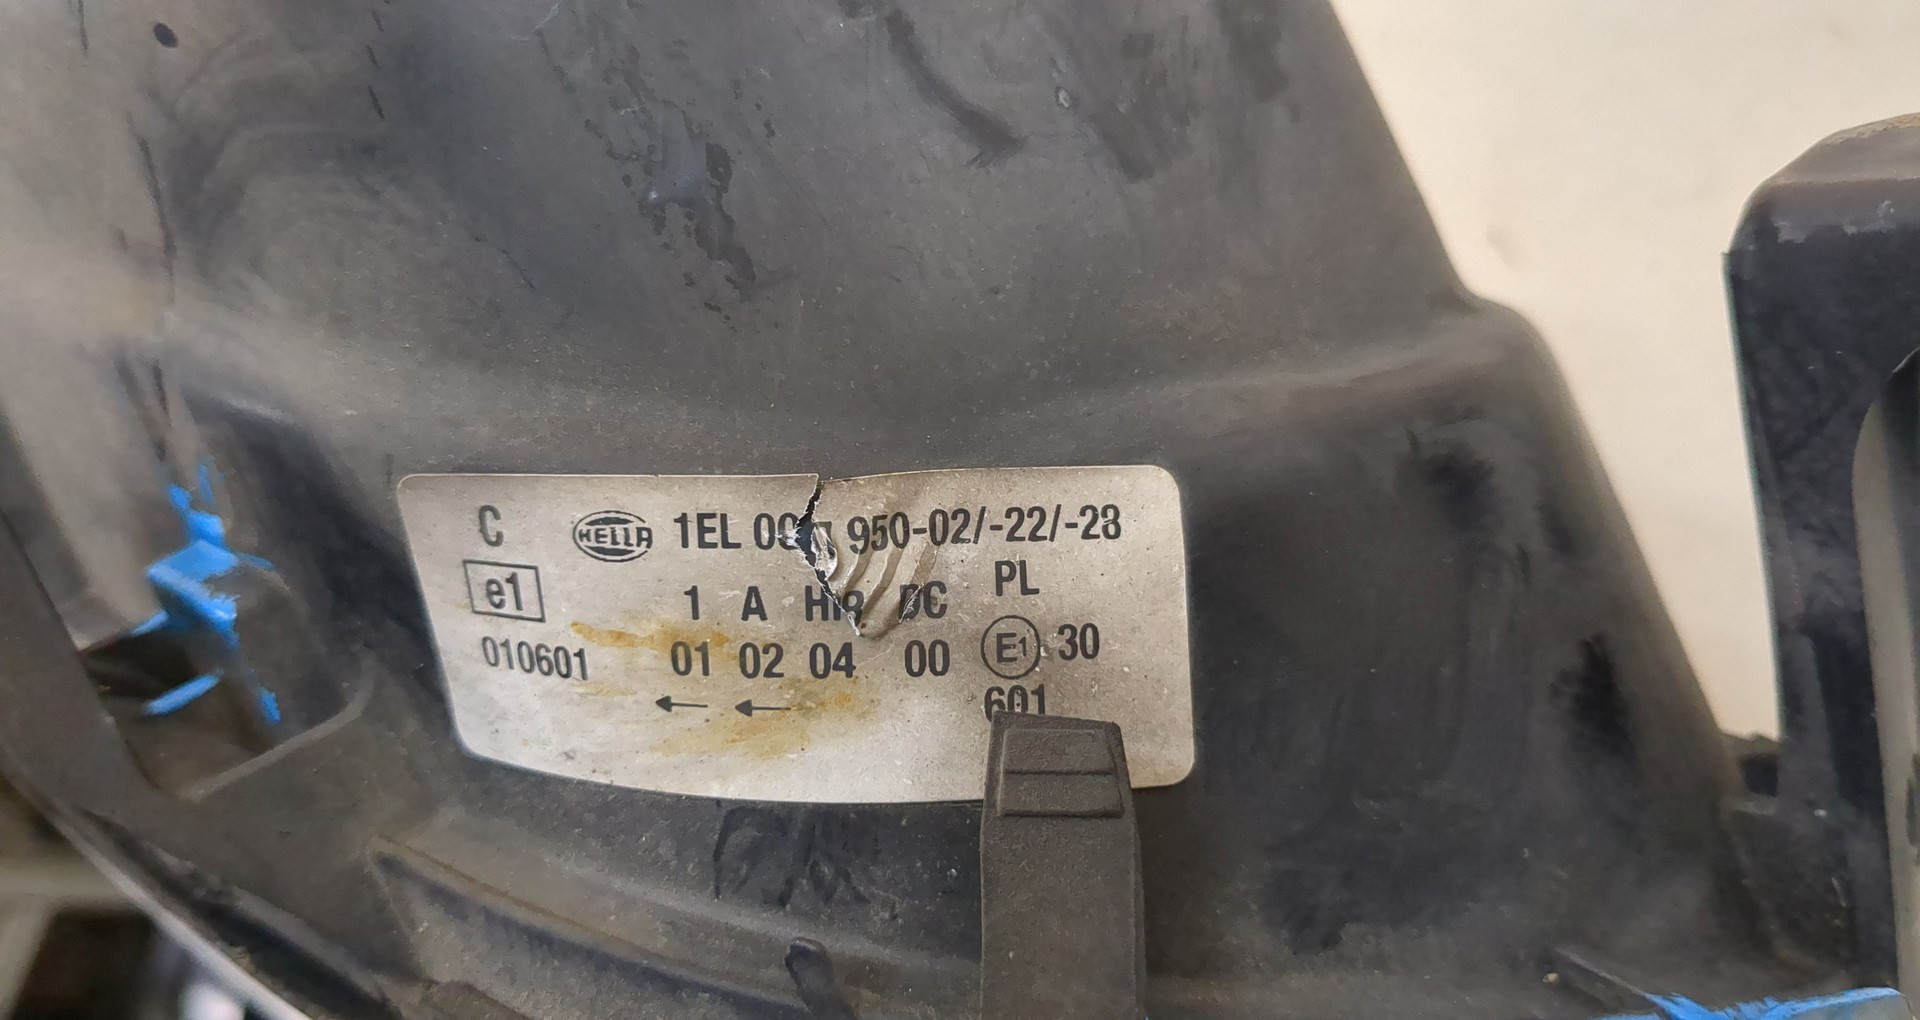 C HELLA 1EL 00 950-02/-22/-23
e1 1 A HR DC PL
010601 01 02 04 00 E1 30
601